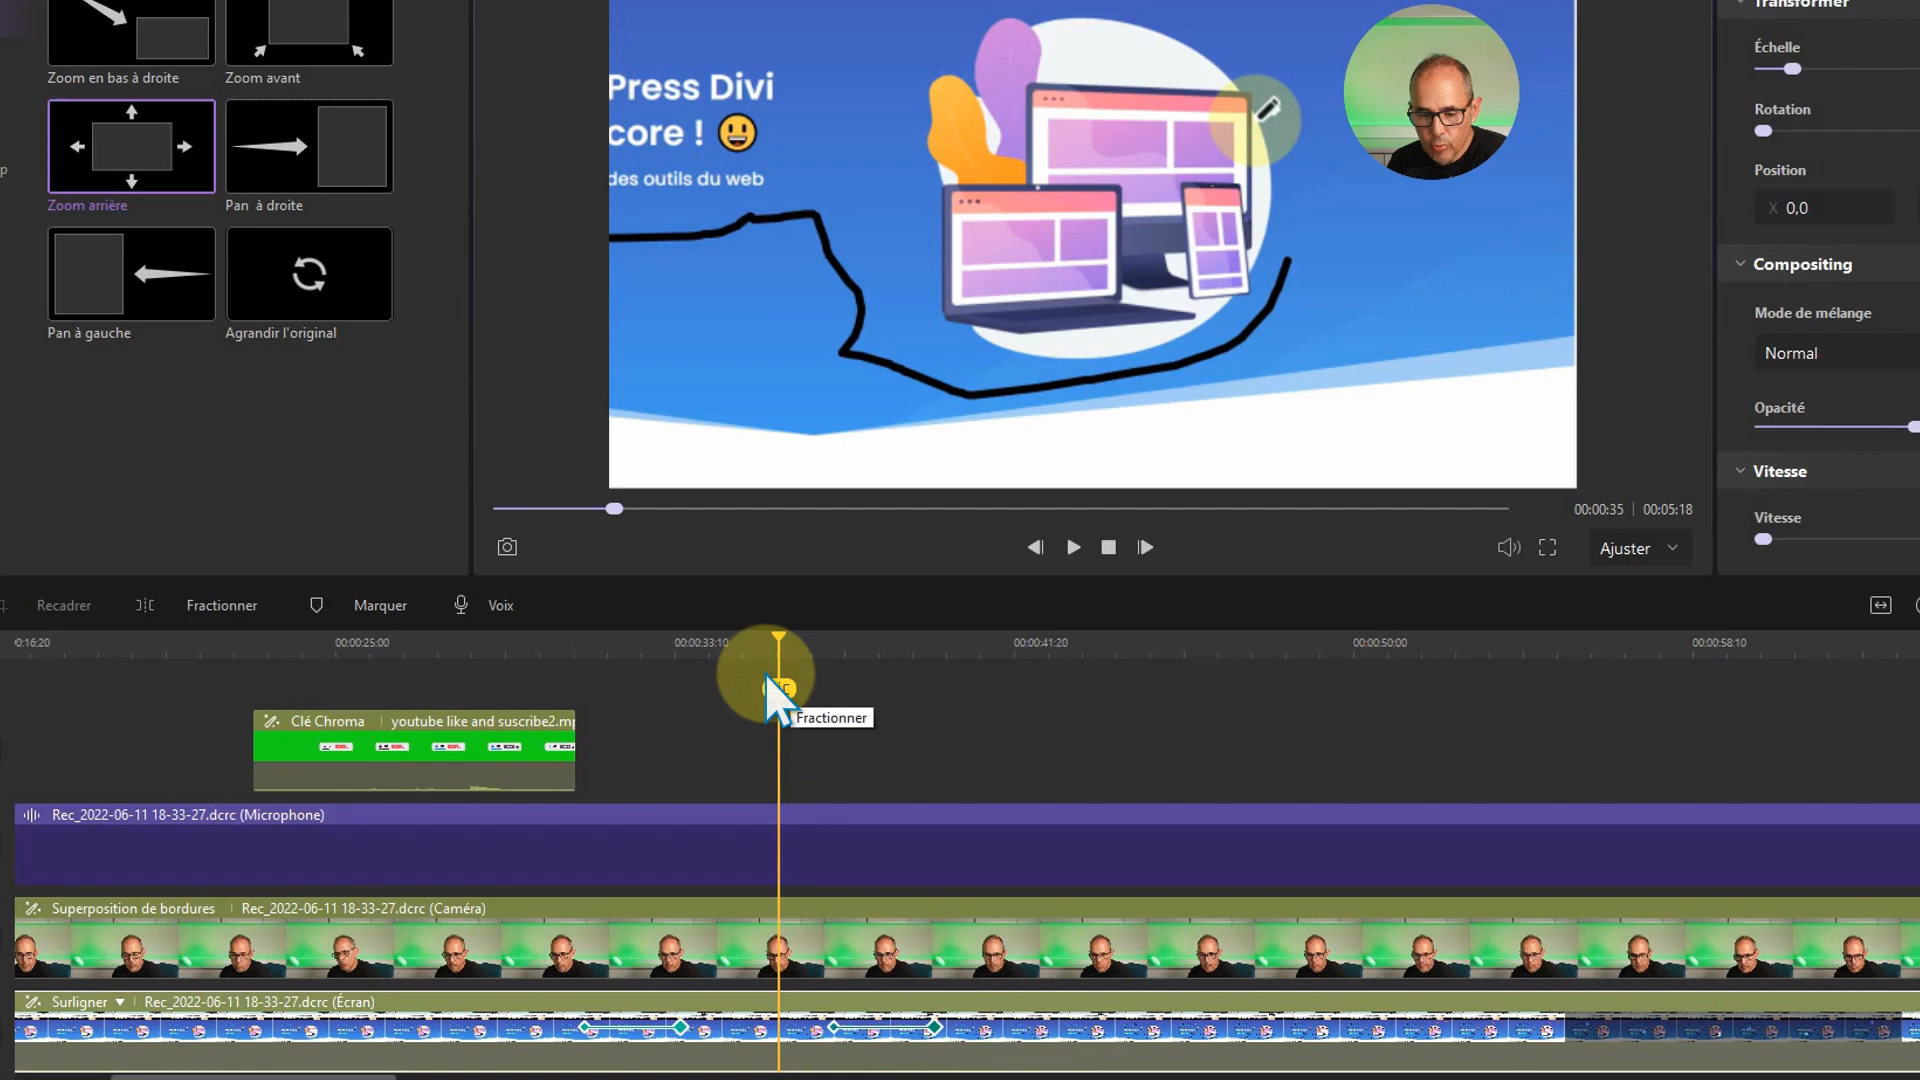 Transformer
Échelle
Zoom en bas à droite
Zoom avant
Press Divi
Rotation
core !
p
Position
des outils du web
Zoom arrière
Pan à droite
X 0,0
Compositing
Mode de mélange
Pan à gauche
Agrandir l'original
Normal
Opacité
Vitesse
00:00:35 | 00:05:18
Vitesse
Ajuster
Recadrer
Fractionner
Marquer
Voix
0:16:20
00:00:25:00
00:00:33:10
00:00:41:20
00:00:50:00
00:00:58:10
Fractionner
Clé Chroma | youtube like and suscribe2.mp
Rec_2022-06-11 18-33-27.dcrc (Microphone)
Superposition de bordures | Rec_2022-06-11 18-33-27.dcrc (Caméra)
Surligner | Rec_2022-06-11 18-33-27.dcrc (Écran)